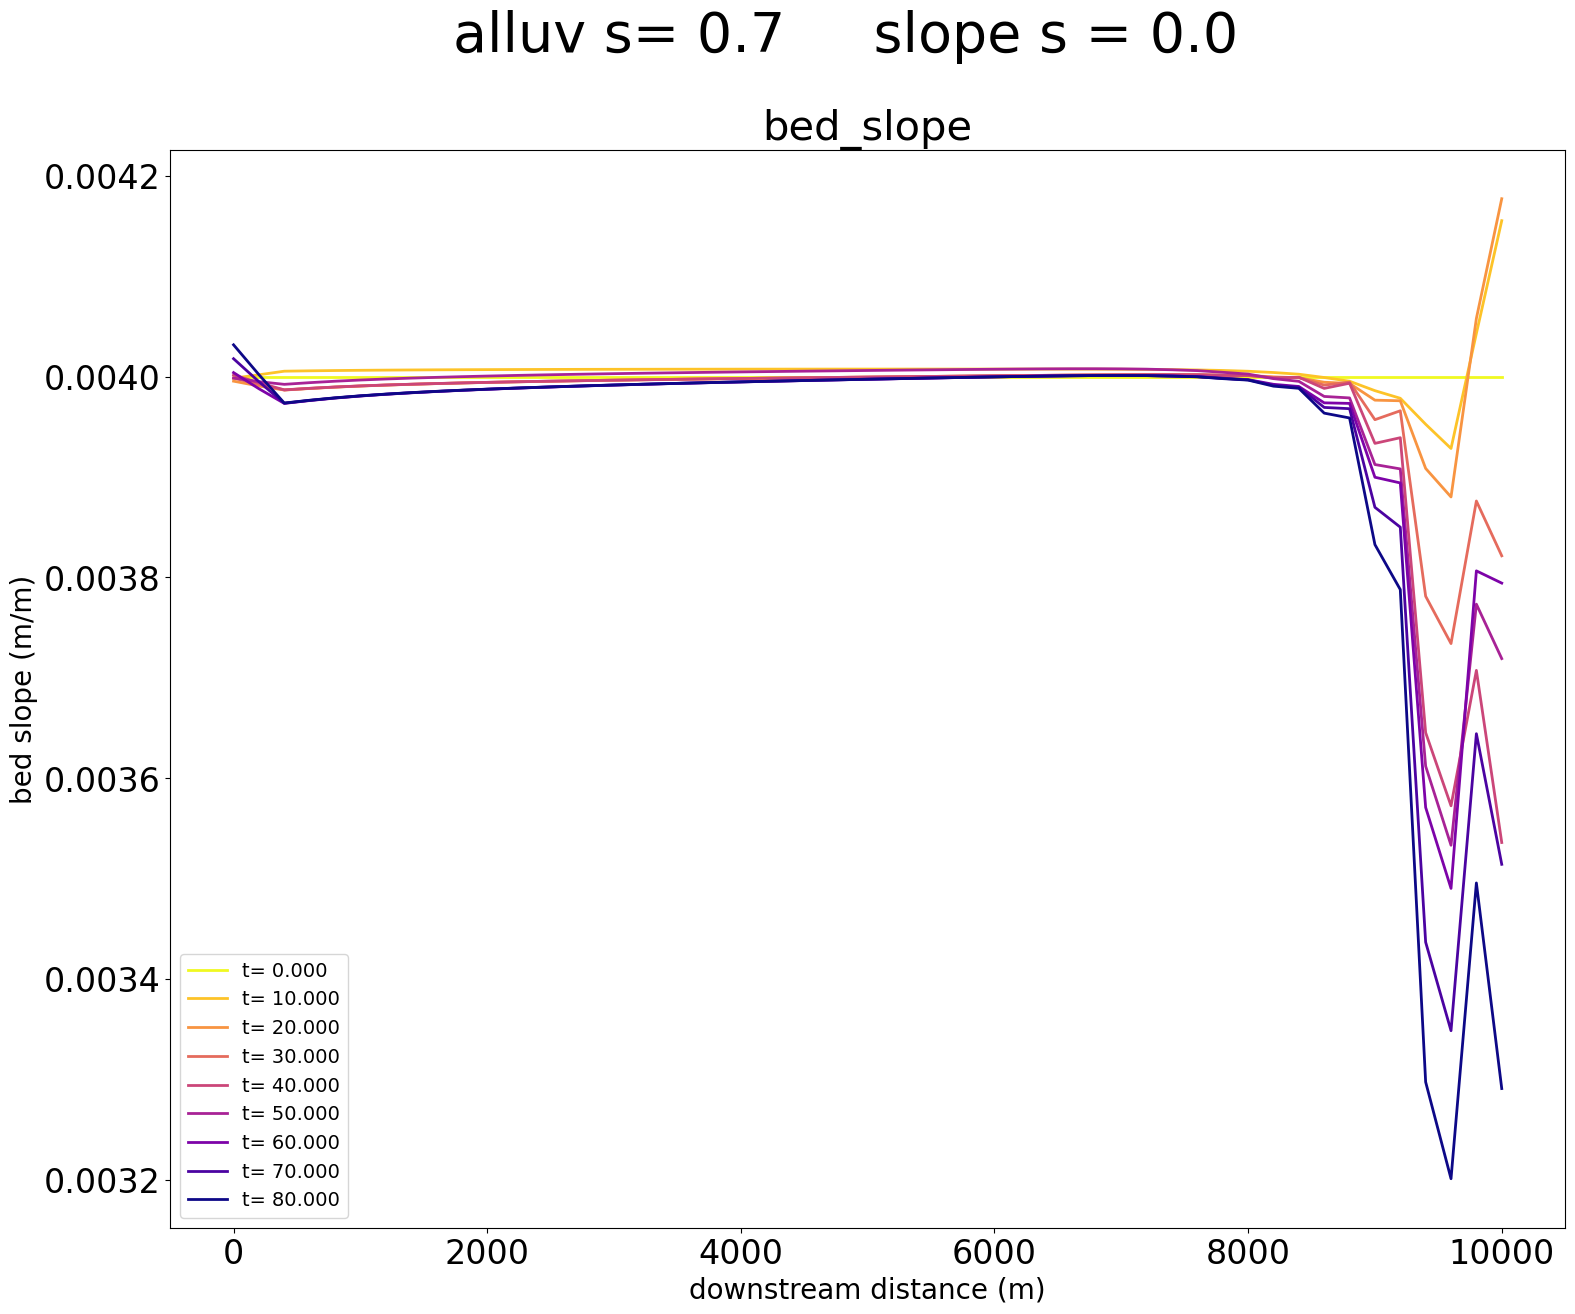 alluv s= 0.7     slope s = 0.0
bed_slope
0.0042
0.0040
0.0038
0.0036
0.0034
0.0032
bed slope (m/m)
t= 0.000
t= 10.000
t= 20.000
t= 30.000
t= 40.000
t= 50.000
t= 60.000
t= 70.000
t= 80.000
0 2000 4000 6000 8000 10000
downstream distance (m)